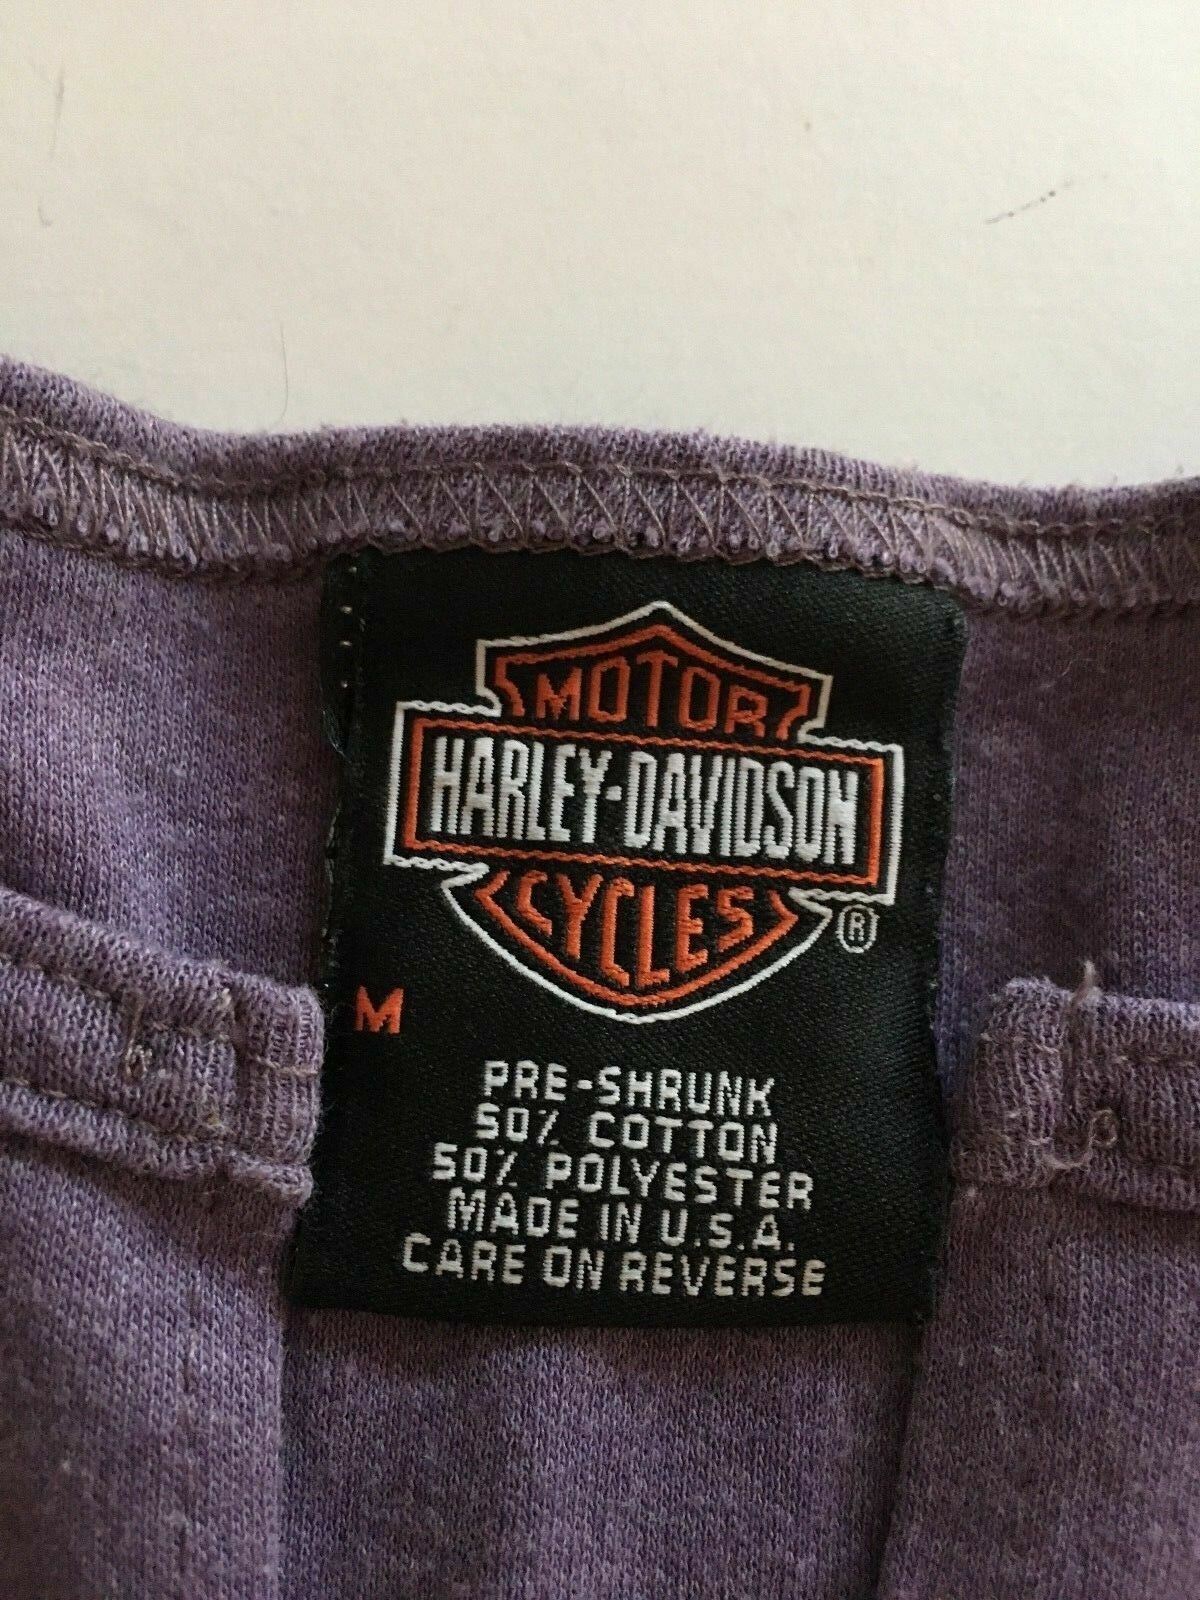 MOTOR
HARLEY-DAVIDSON
CYCLES
®
M
PRE-SHRUNK
50% COTTON
50% POLYESTER
MADE IN U.S.A.
CARE ON REVERSE